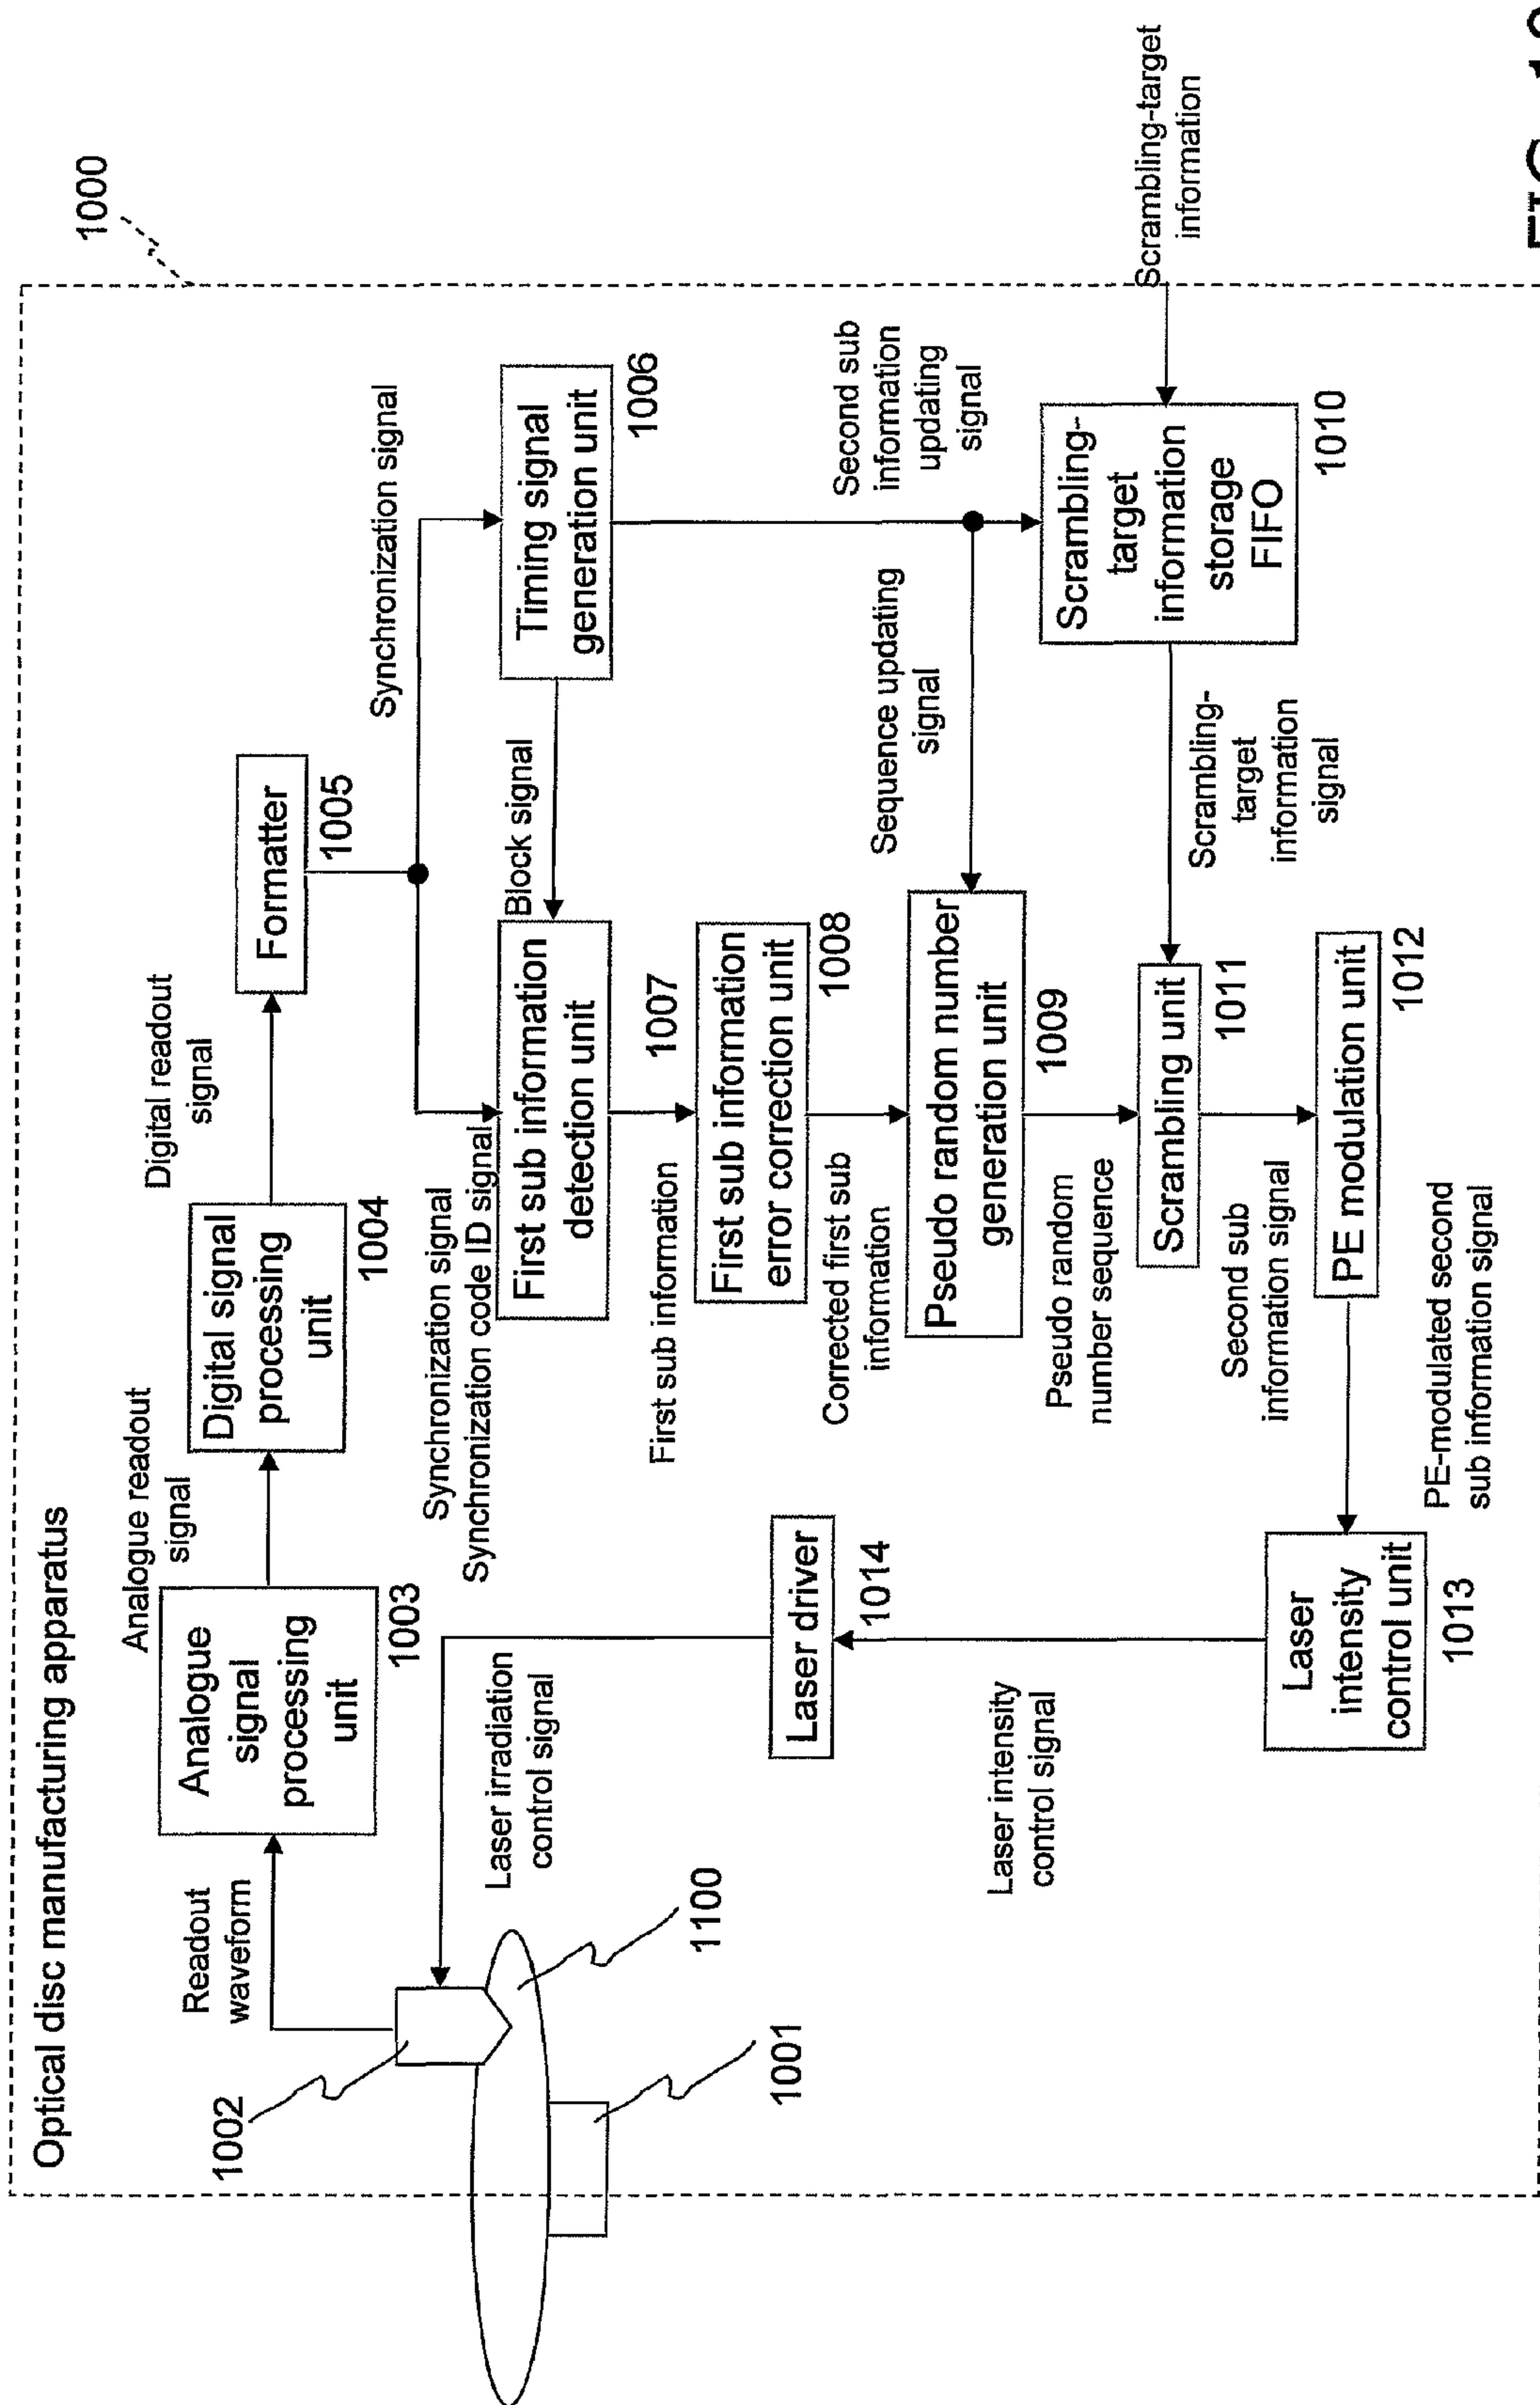 Optical disc manufacturing apparatus
1000
Readout
waveform
Analogue
signal
processing
unit
1003
Analogue readout
signal
Digital signal
processing
unit
1004
Digital readout
signal
Formatter
1005
Synchronization signal
Synchronization signal
Synchronization code ID signal
First sub information
detection unit
1007
Block signal
Timing signal
generation unit
1006
1002
1100
1001
Laser irradiation
control signal
First sub information
First sub information
error correction unit
1008
Laser driver
1014
Corrected first sub
information
Sequence updating
signal
Second sub
information
updating
signal
Pseudo random number
generation unit
1009
Laser intensity
control signal
Pseudo random
number sequence
Scrambling-
target
information
storage
FIFO
1010
Scrambling-target
information
Scrambling unit
1011
Scrambling-
target
information
signal
Second sub
information signal
PE modulation unit
1012
Laser
intensity
control unit
1013
PE-modulated second
sub information signal